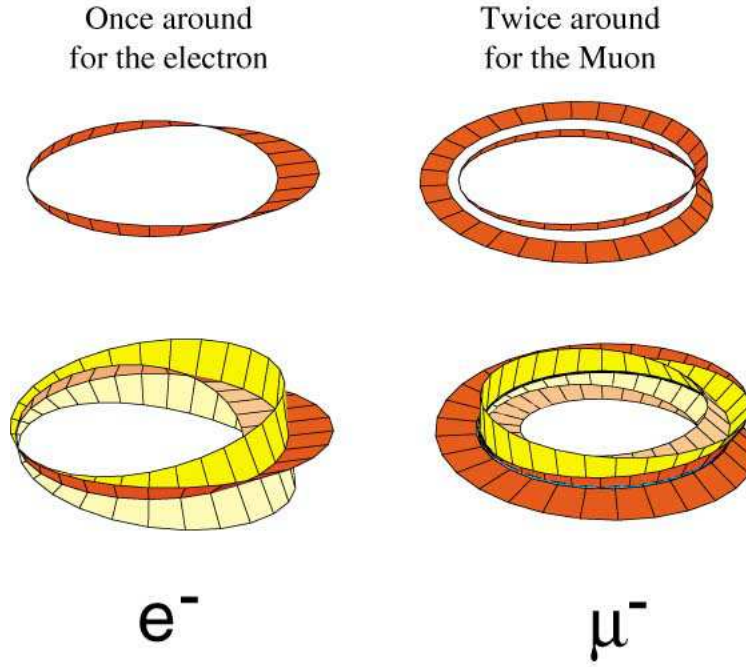 Once around
for the electron
Twice around
for the Muon
e⁻
μ⁻